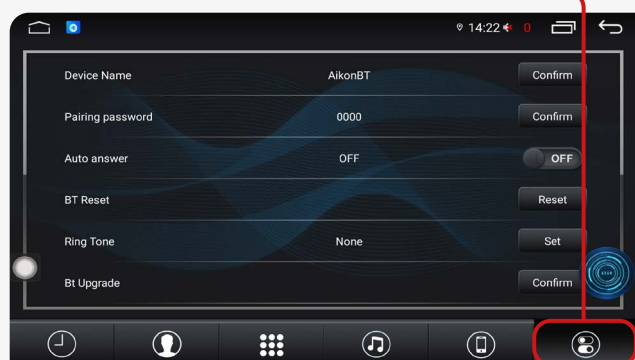 14:22 0
Device Name AikonBT Confirm
Pairing password 0000 Confirm
Auto answer OFF OFF
BT Reset Reset
Ring Tone None Set
Bt Upgrade Confirm